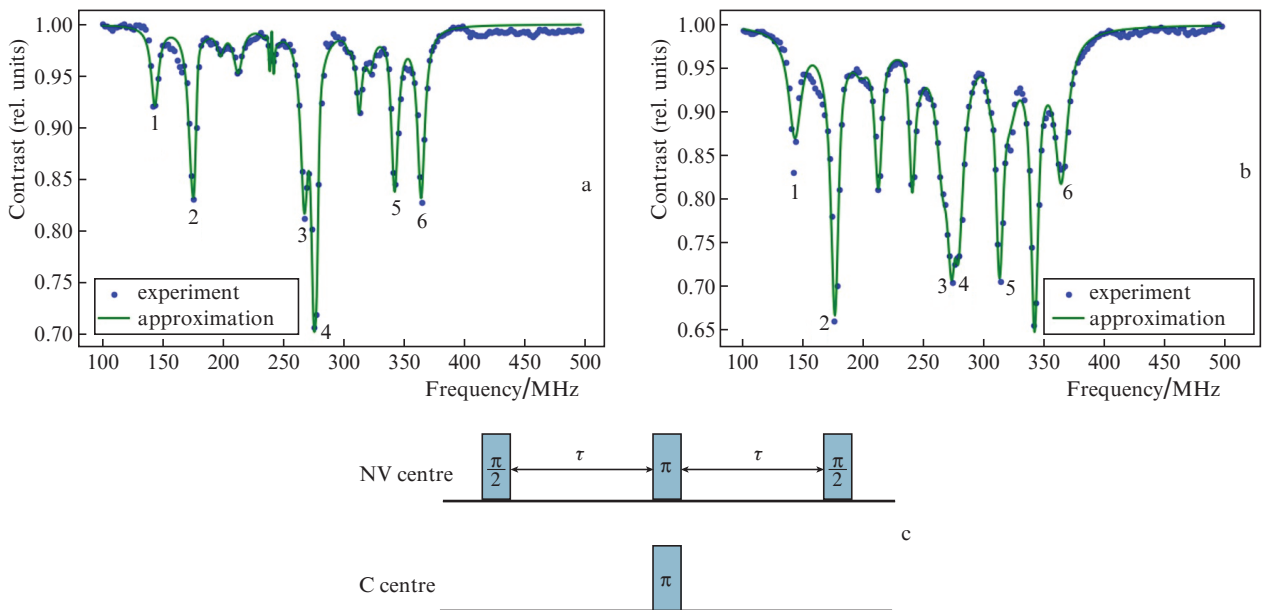 Contrast (rel. units)
1.00
0.95
0.90
0.85
0.80
0.75
0.70
1
2
3
4
5
6
a
experiment
approximation
100 150 200 250 300 350 400 450 500
Frequency/MHz
Contrast (rel. units)
1.00
0.95
0.90
0.85
0.80
0.75
0.70
0.65
1
2
3 4
5
6
b
experiment
approximation
100 150 200 250 300 350 400 450 500
Frequency/MHz
NV centre
π/2
τ
π
τ
π/2
c
C centre
π